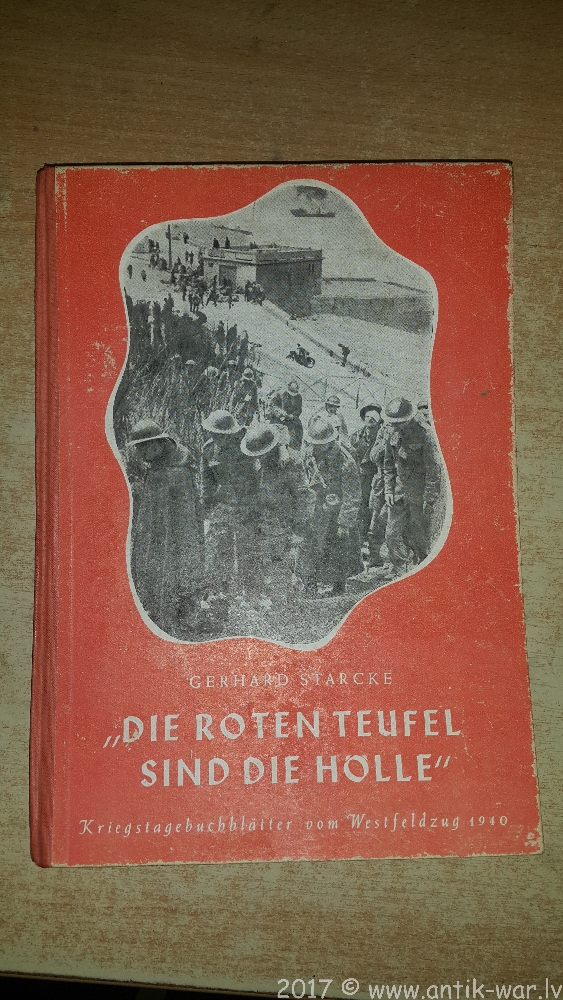 GERHARD STARCKE
„DIE ROTEN TEUFEL
SIND DIE HÖLLE"
Kriegstagebuchblätter vom Westfeldzug 1940
2017 © www.antik-war.lv